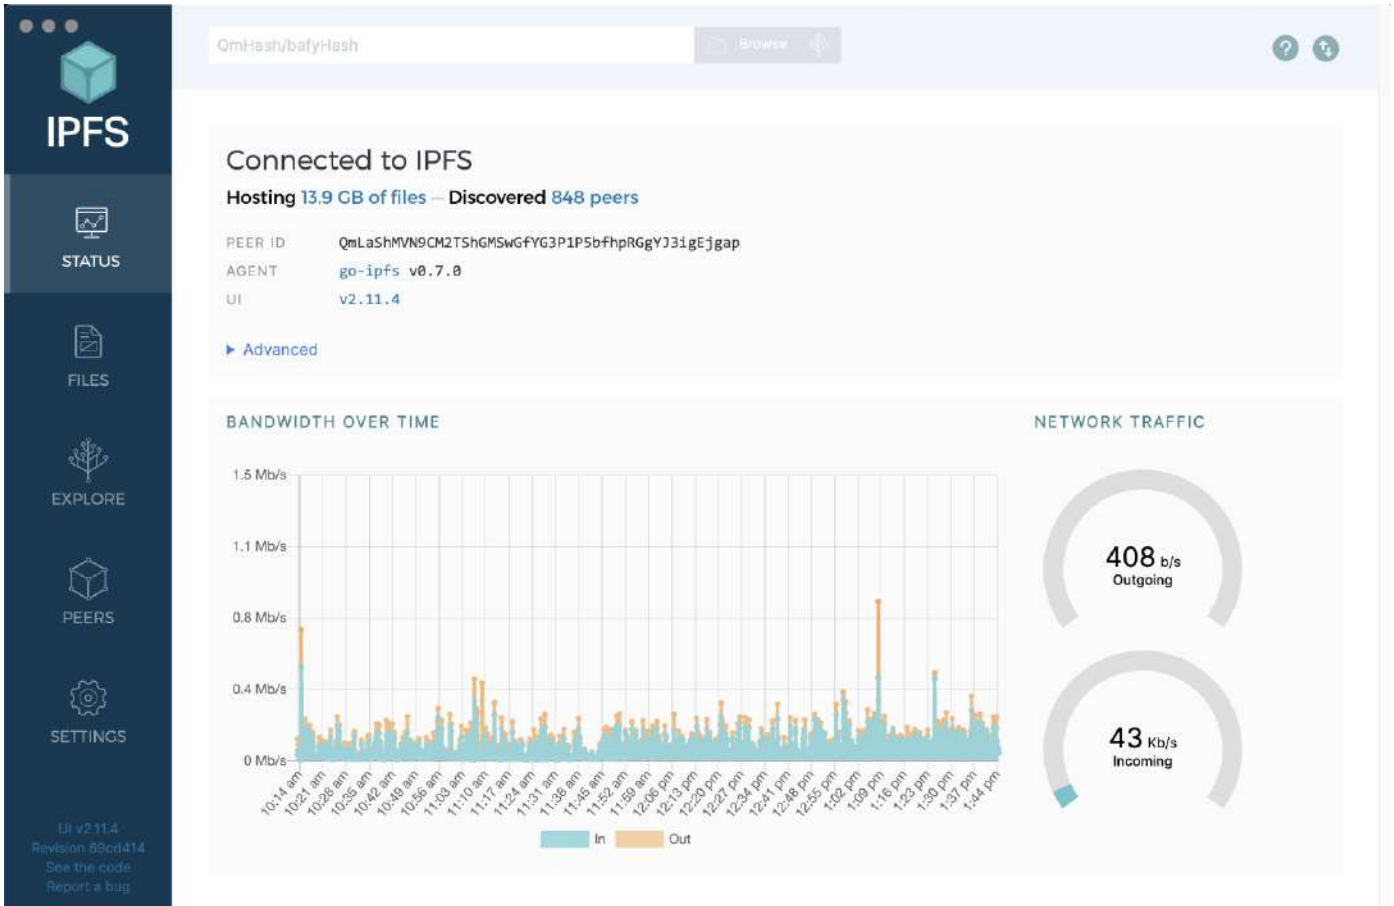 IPFS
STATUS
FILES
EXPLORE
PEERS
SETTINGS
UI v2.11.4
Revision 69cd414
See the code
Report a bug
QmHash/bafyHash
Browse
?
Connected to IPFS
Hosting 13.9 GB of files — Discovered 848 peers
PEER ID QmLaShMVN9CM2TShGMSwGfYG3P1P5bfhpRGgYJ3igEjgap
AGENT go-ipfs v0.7.0
UI v2.11.4
Advanced
BANDWIDTH OVER TIME
1.5 Mb/s
1.1 Mb/s
0.8 Mb/s
0.4 Mb/s
0 Mb/s
10:14 am 10:21 am 10:28 am 10:35 am 10:42 am 10:49 am 10:56 am 11:03 am 11:10 am 11:17 am 11:24 am 11:31 am 11:38 am 11:45 am 11:52 am 11:59 am 12:06 pm 12:13 pm 12:20 pm 12:27 pm 12:34 pm 12:41 pm 12:48 pm 12:55 pm 1:02 pm 1:09 pm 1:16 pm 1:23 pm 1:30 pm 1:37 pm 1:44 pm
In Out
NETWORK TRAFFIC
408 b/s
Outgoing
43 Kb/s
Incoming